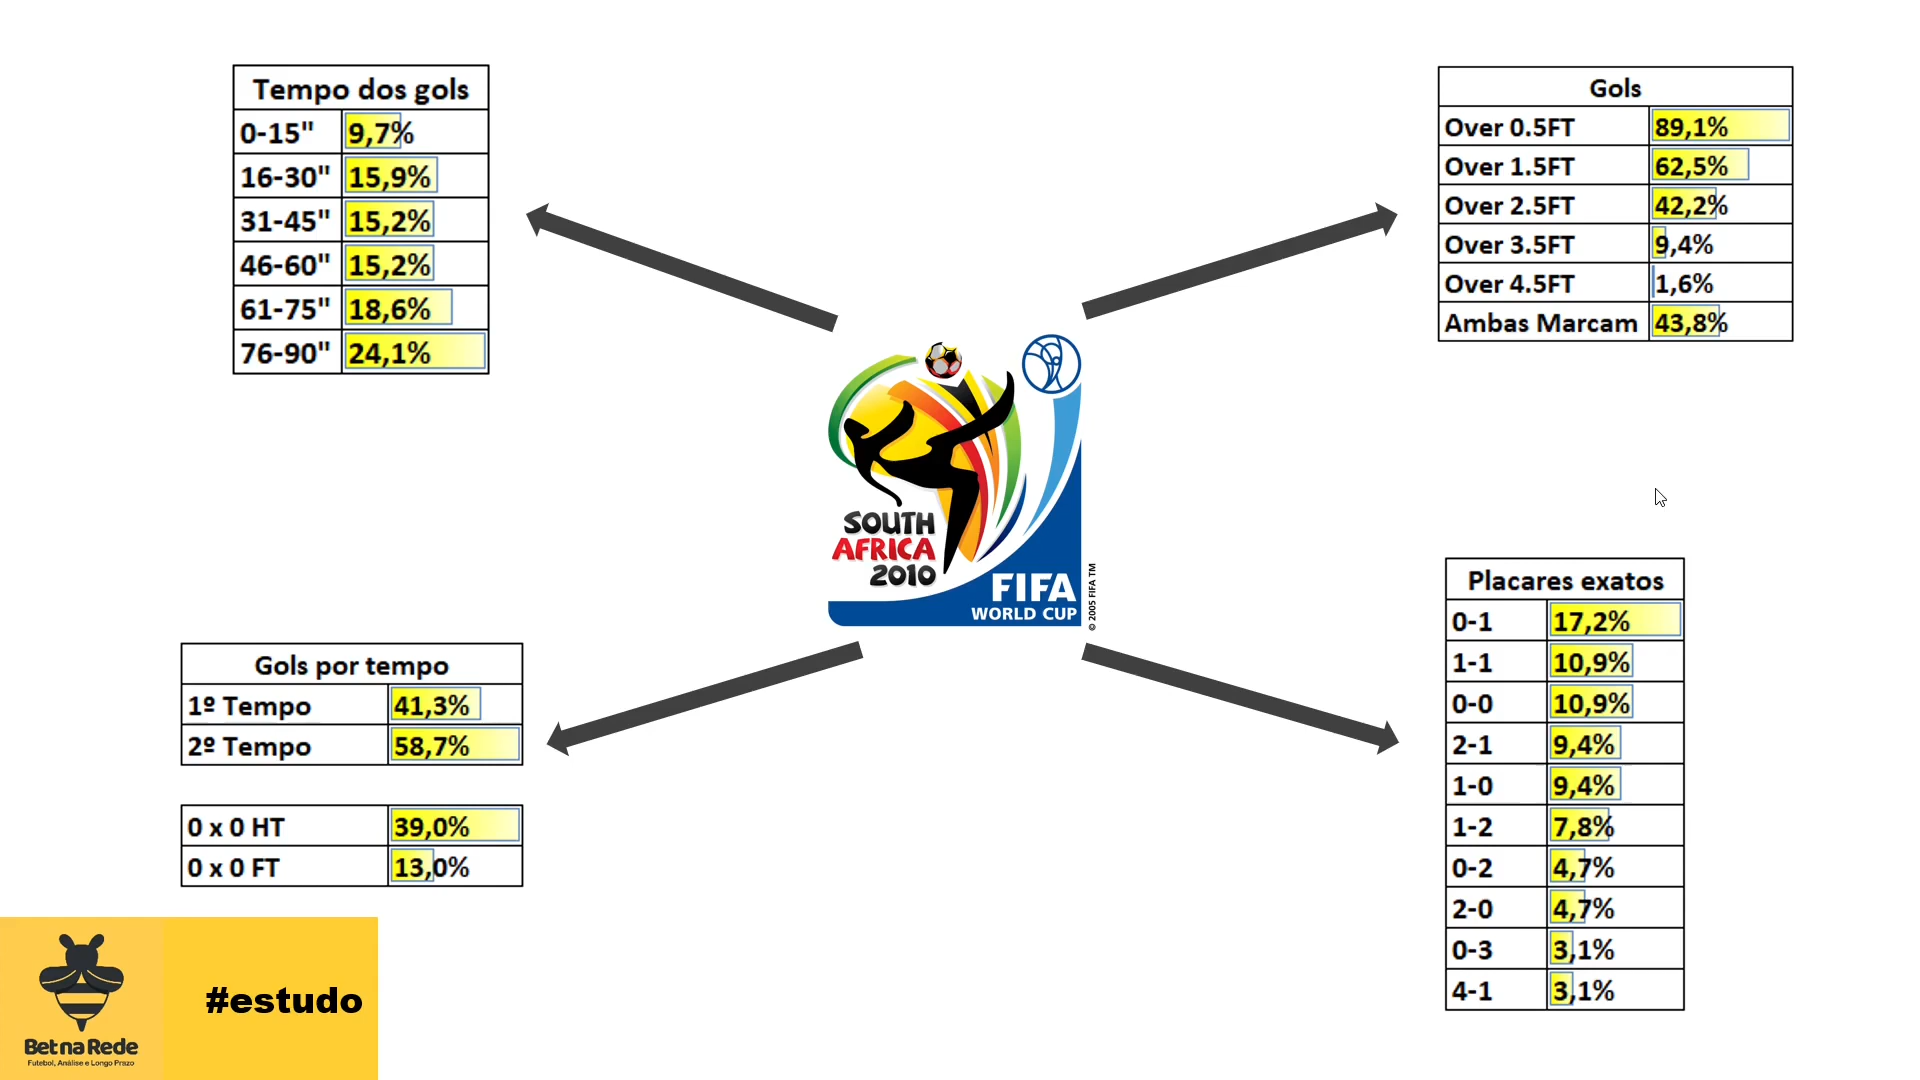 Tempo dos gols
0-15" 9,7%
16-30" 15,9%
31-45" 15,2%
46-60" 15,2%
61-75" 18,6%
76-90" 24,1%
Gols
Over 0.5FT 89,1%
Over 1.5FT 62,5%
Over 2.5FT 42,2%
Over 3.5FT 9,4%
Over 4.5FT 1,6%
Ambas Marcam 43,8%
SOUTH
AFRICA
2010
FIFA
WORLD CUP
© 2005 FIFA TM
Gols por tempo
1º Tempo 41,3%
2º Tempo 58,7%
0 x 0 HT 39,0%
0 x 0 FT 13,0%
Placares exatos
0-1 17,2%
1-1 10,9%
0-0 10,9%
2-1 9,4%
1-0 9,4%
1-2 7,8%
0-2 4,7%
2-0 4,7%
0-3 3,1%
4-1 3,1%
#estudo
Bet na Rede
Futebol, Análise e Longo Prazo